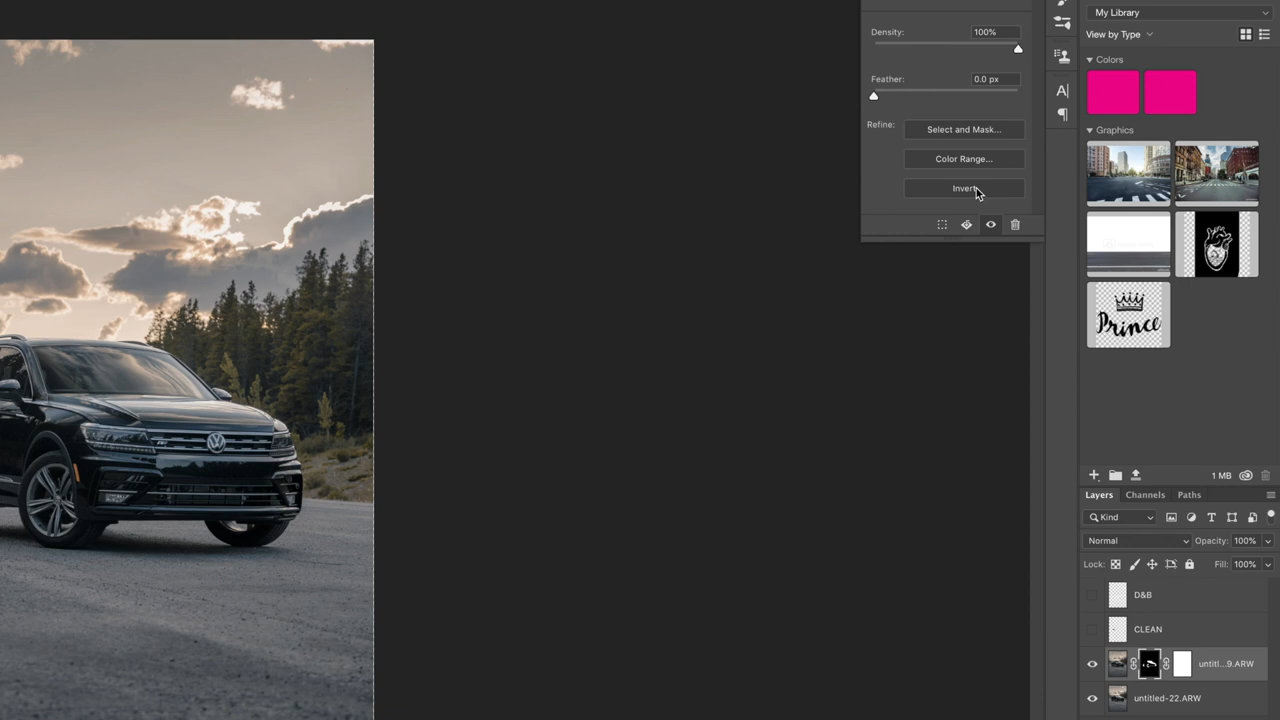 Density:
100%
Feather:
0.0 px
Refine:
Select and Mask...
Color Range...
Invert
My Library
View by Type
Colors
Graphics
Prince
1 MB
Layers
Channels
Paths
Kind
Normal
Opacity: 100%
Lock:
Fill: 100%
D&B
CLEAN
untitl...9.ARW
untitled-22.ARW